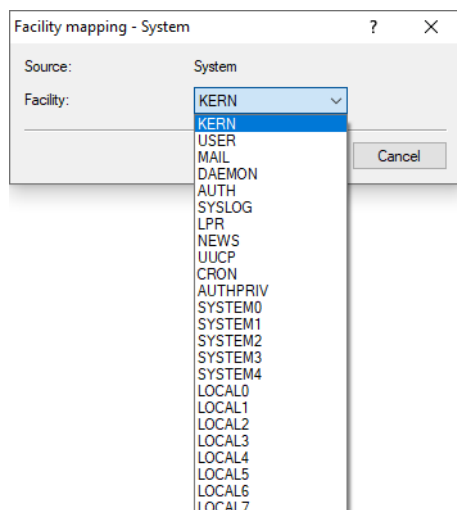 Facility mapping - System ? ×
Source: System
Facility: KERN
KERN
USER
MAIL
DAEMON
Cancel
AUTH
SYSLOG
LPR
NEWS
UUCP
CRON
AUTHPRIV
SYSTEM0
SYSTEM1
SYSTEM2
SYSTEM3
SYSTEM4
LOCAL0
LOCAL1
LOCAL2
LOCAL3
LOCAL4
LOCAL5
LOCAL6
LOCAL7